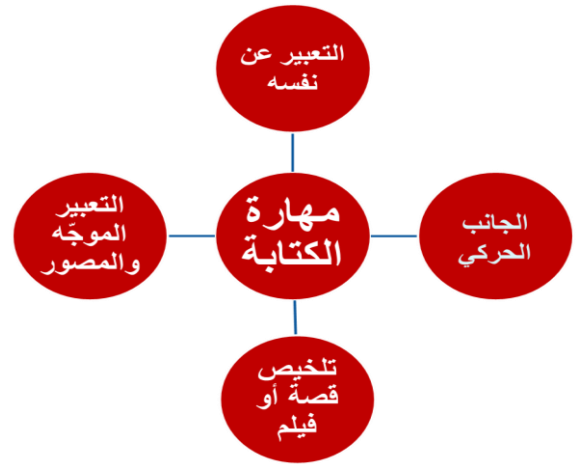 التعبير عن
نفسه
مهارة
الكتابة
الجانب
الحركي
التعبير
الموجّه
والمصور
تلخيص
قصة أو
فيلم